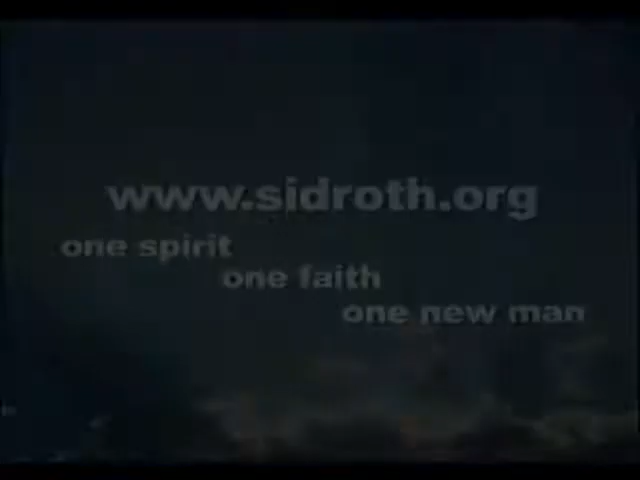 www.sidroth.org
one spirit
one faith
one new man